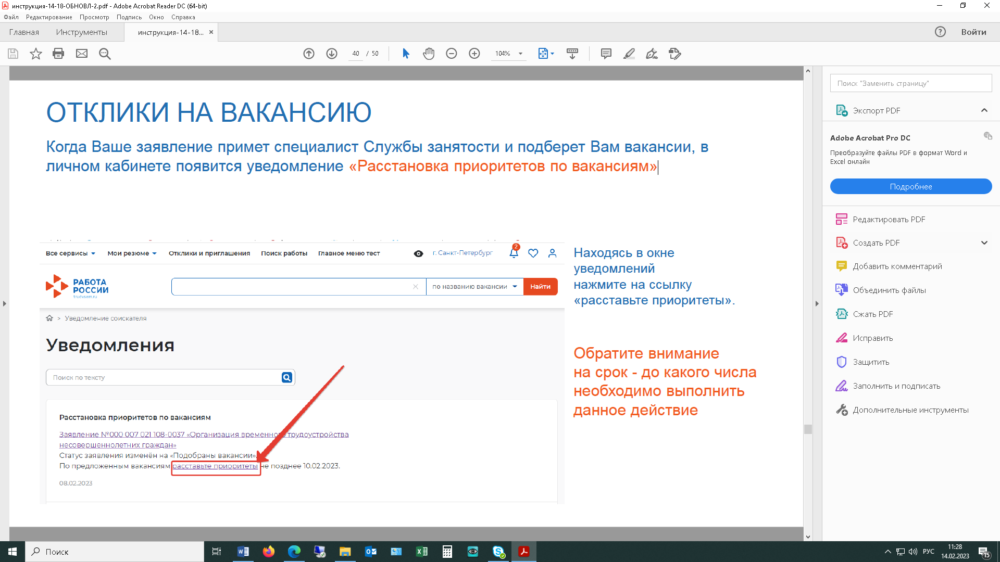 инструкция-14-18-ОБНОВЛ-2.pdf - Adobe Acrobat Reader DC (64-bit)
Файл Редактирование Просмотр Подпись Окно Справка
Главная Инструменты инструкция-14-18... × Войти
40 / 50 104%
ОТКЛИКИ НА ВАКАНСИЮ
Когда Ваше заявление примет специалист Службы занятости и подберет Вам вакансии, в
личном кабинете появится уведомление «Расстановка приоритетов по вакансиям»
Все сервисы Мои резюме Отклики и приглашения Поиск работы Главное меню тест г. Санкт-Петербург 2
РАБОТА
РОССИИ
trudvsem.ru
по названию вакансии Найти
> Уведомление соискателя
Уведомления
Поиск по тексту
Расстановка приоритетов по вакансиям
Заявление №000 007 021 108-0037 «Организация временного трудоустройства
несовершеннолетних граждан»
Статус заявления изменён на «Подобраны вакансии».
По предложенным вакансиям расставьте приоритеты не позднее 10.02.2023.
08.02.2023
Находясь в окне
уведомлений
нажмите на ссылку
«расставьте приоритеты».
Обратите внимание
на срок - до какого числа
необходимо выполнить
данное действие
Поиск "Заменить страницу"
Экспорт PDF
Adobe Acrobat Pro DC
Преобразуйте файлы PDF в формат Word и
Excel онлайн
Подробнее
Редактировать PDF
Создать PDF
Добавить комментарий
Объединить файлы
Сжать PDF
Исправить
Защитить
Заполнить и подписать
Дополнительные инструменты
Поиск
РУС
11:28
14.02.2023
15